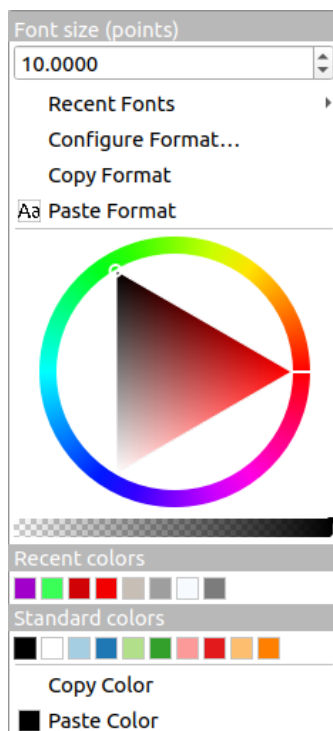 Font size (points)
10.0000
Recent Fonts
Configure Format…
Copy Format
Aa Paste Format
Recent colors
Standard colors
Copy Color
Paste Color